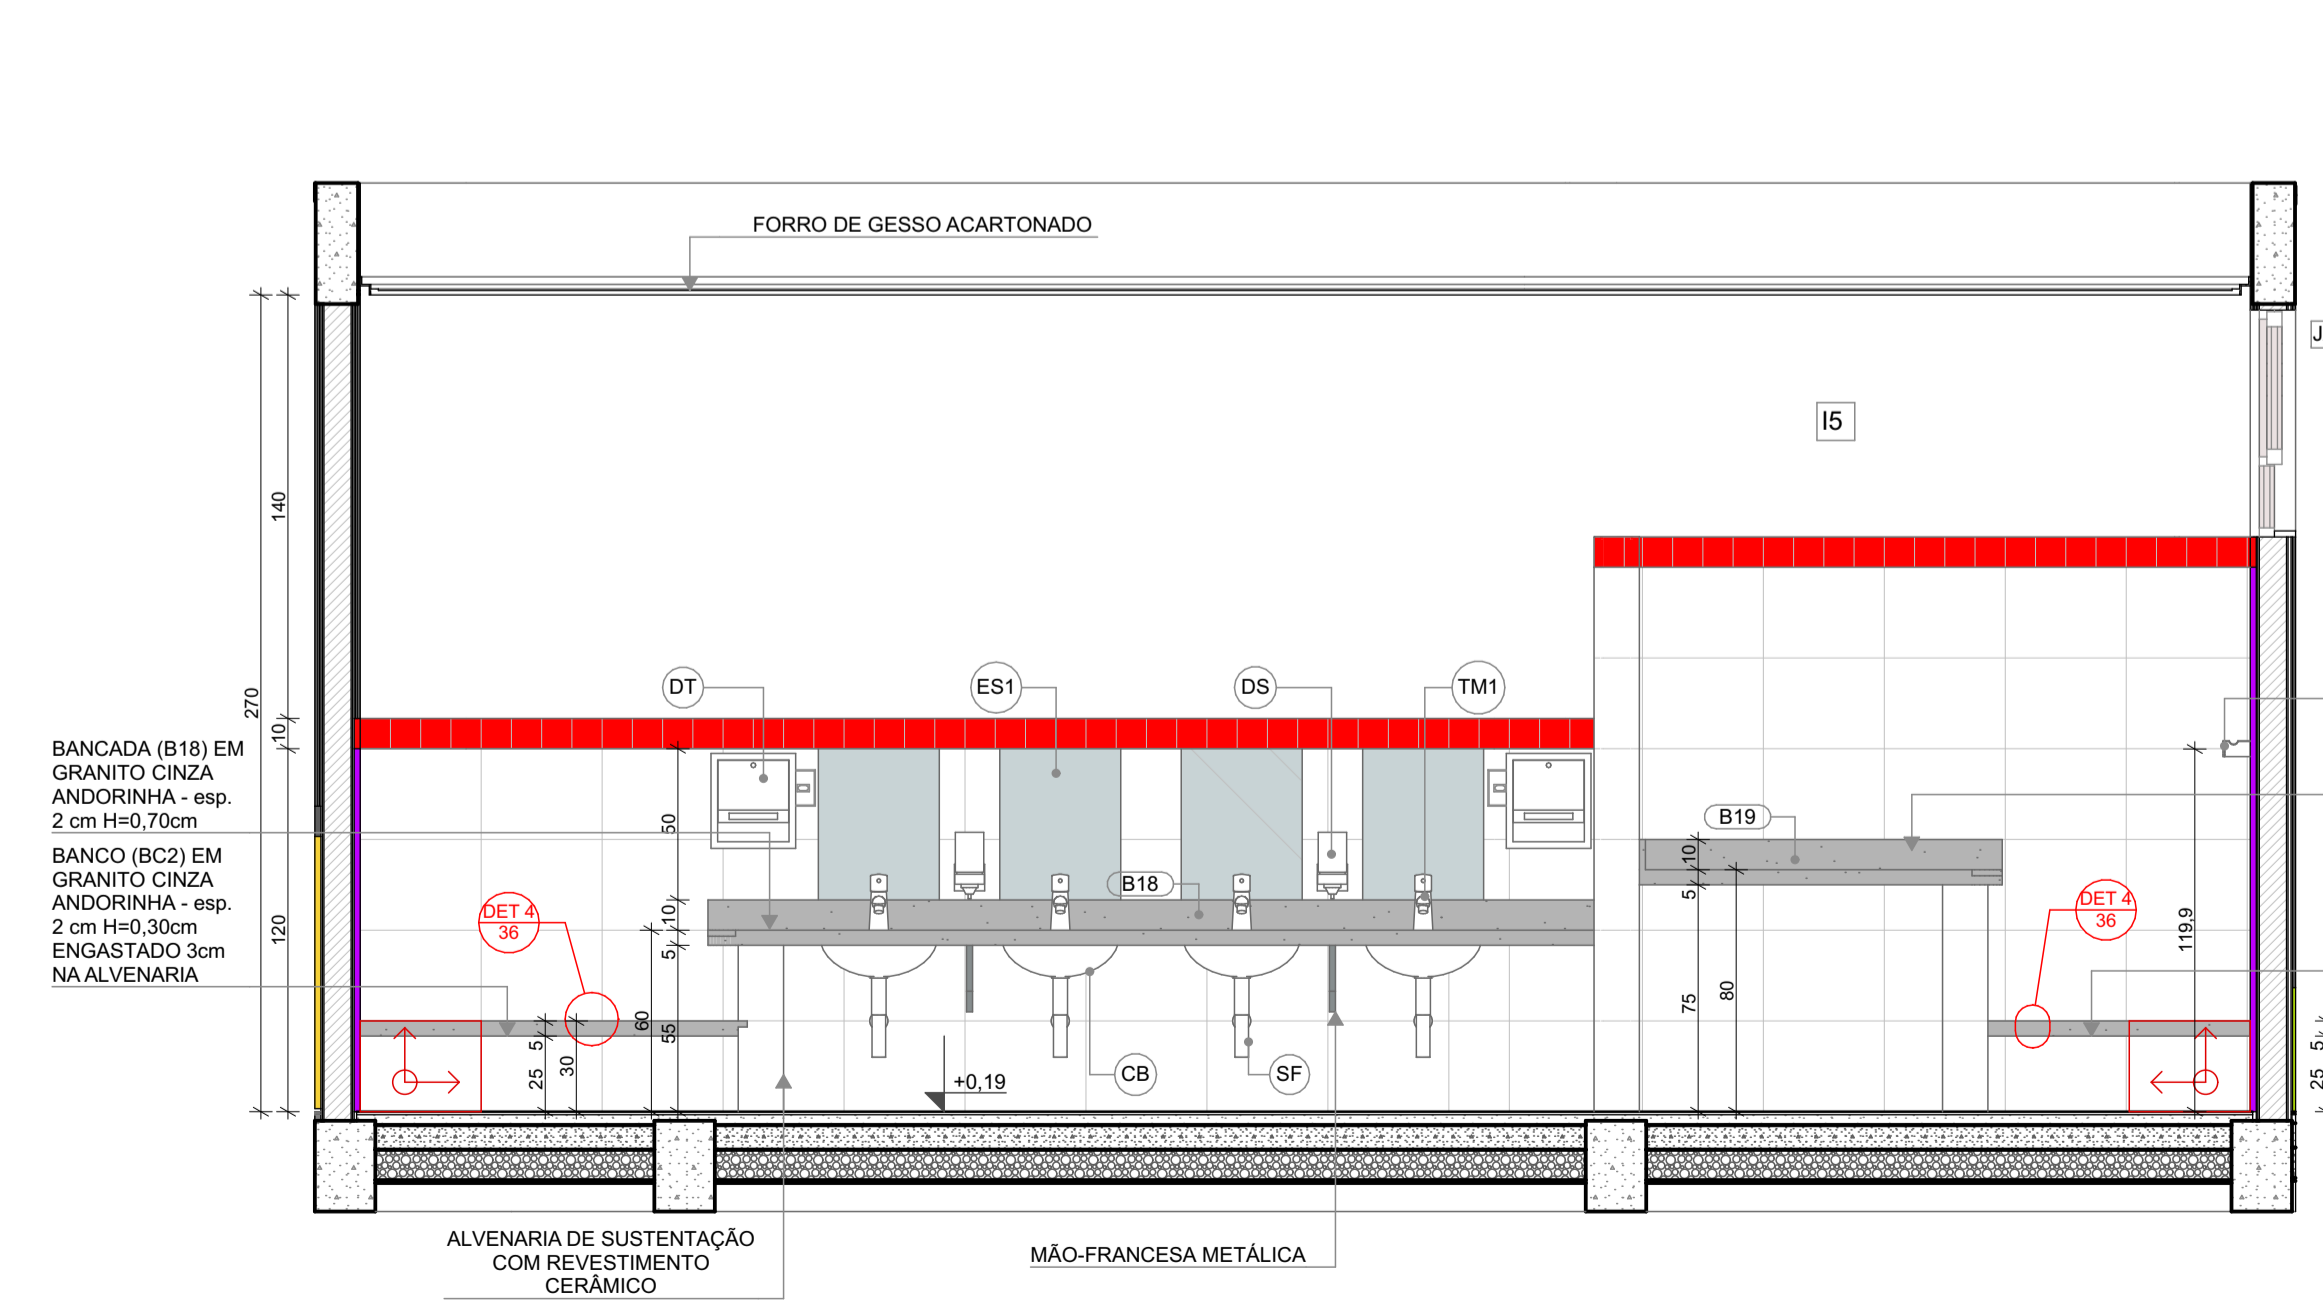 FORRO DE GESSO ACARTONADO
J
I5
140
270
10
120
DT
ES1
DS
TM1
BANCADA (B18) EM
GRANITO CINZA
ANDORINHA - esp.
2 cm H=0,70cm
BANCO (BC2) EM
GRANITO CINZA
ANDORINHA - esp.
2 cm H=0,30cm
ENGASTADO 3cm
NA ALVENARIA
DET 4
36
50
10
5
60
55
5
25
30
B18
B19
10
5
75
80
DET 4
36
119,9
5
25
+0,19
CB
SF
ALVENARIA DE SUSTENTAÇÃO
COM REVESTIMENTO
CERÂMICO
MÃO-FRANCESA METÁLICA